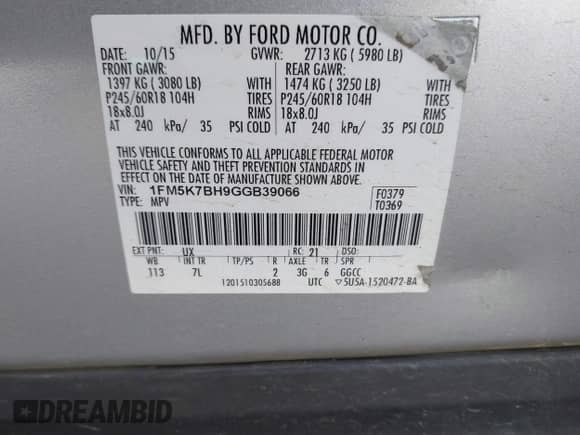 MFD. BY FORD MOTOR CO.
DATE: 10/15 GVWR: 2713 KG ( 5980 LB)
FRONT GAWR: REAR GAWR:
1397 KG ( 3080 LB) WITH 1474 KG ( 3250 LB) WITH
P245/60R18 104H TIRES P245/60R18 104H TIRES
18x8.0J RIMS 18x8.0J RIMS
AT 240 kPa/ 35 PSI COLD AT 240 kPa/ 35 PSI COLD
THIS VEHICLE CONFORMS TO ALL APPLICABLE FEDERAL MOTOR
VEHICLE SAFETY AND THEFT PREVENTION STANDARDS IN
EFFECT ON THE DATE OF MANUFACTURE SHOWN ABOVE.
VIN: 1FM5K7BH9GGB39066 F0379
TYPE: MPV T0369
EXT PNT: UX RC: 21 DSO:
WB INT TR TP/PS R AXLE TR SPR
113 7L 2 3G 6 GGCC
1201510305688 UTC ▽5U5A-1520472-BA
DREAMBID